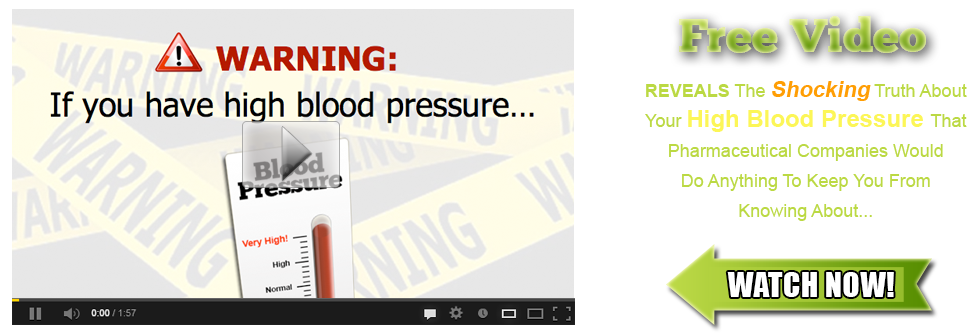 WARNING:
If you have high blood pressure...
WARNING
WARNING
WARNING
WARNING
WARNING
Blood
Pressure
Very High!
High
Normal
0:00 / 1:57
Free Video
REVEALS The Shocking Truth About
Your High Blood Pressure That
Pharmaceutical Companies Would
Do Anything To Keep You From
Knowing About...
WATCH NOW!